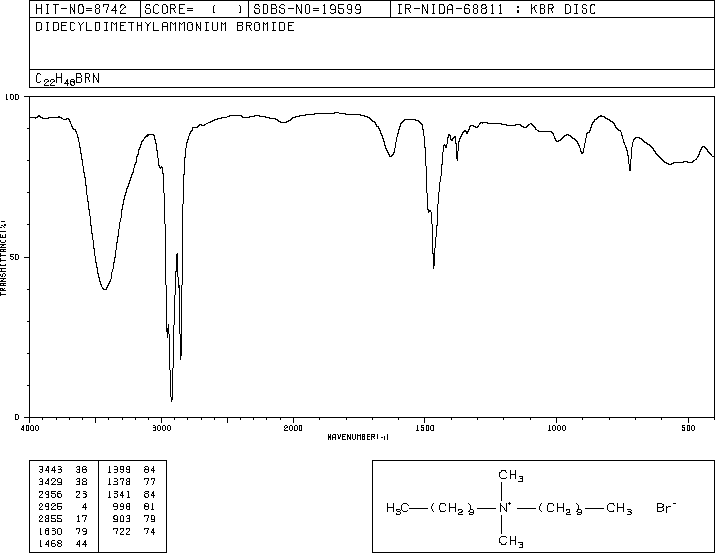 HIT-NO=8742 SCORE= ( ) SDBS-NO=19599 IR-NIDA-68811 : KBR DISC
DIDECYLDIMETHYLAMMONIUM BROMIDE
C22H48BRN
100
50
0
TRANSMITTANCE(%)
4000 3000 2000 1500 1000 500
WAVENUMBER(-1)
3443 36 1399 84
3429 38 1378 77
2956 23 1341 84
2925 4 998 81
2855 17 903 79
1630 79 722 74
1468 44
CH3
H3C—(CH2)9—N+—(CH2)9—CH3 Br-
CH3